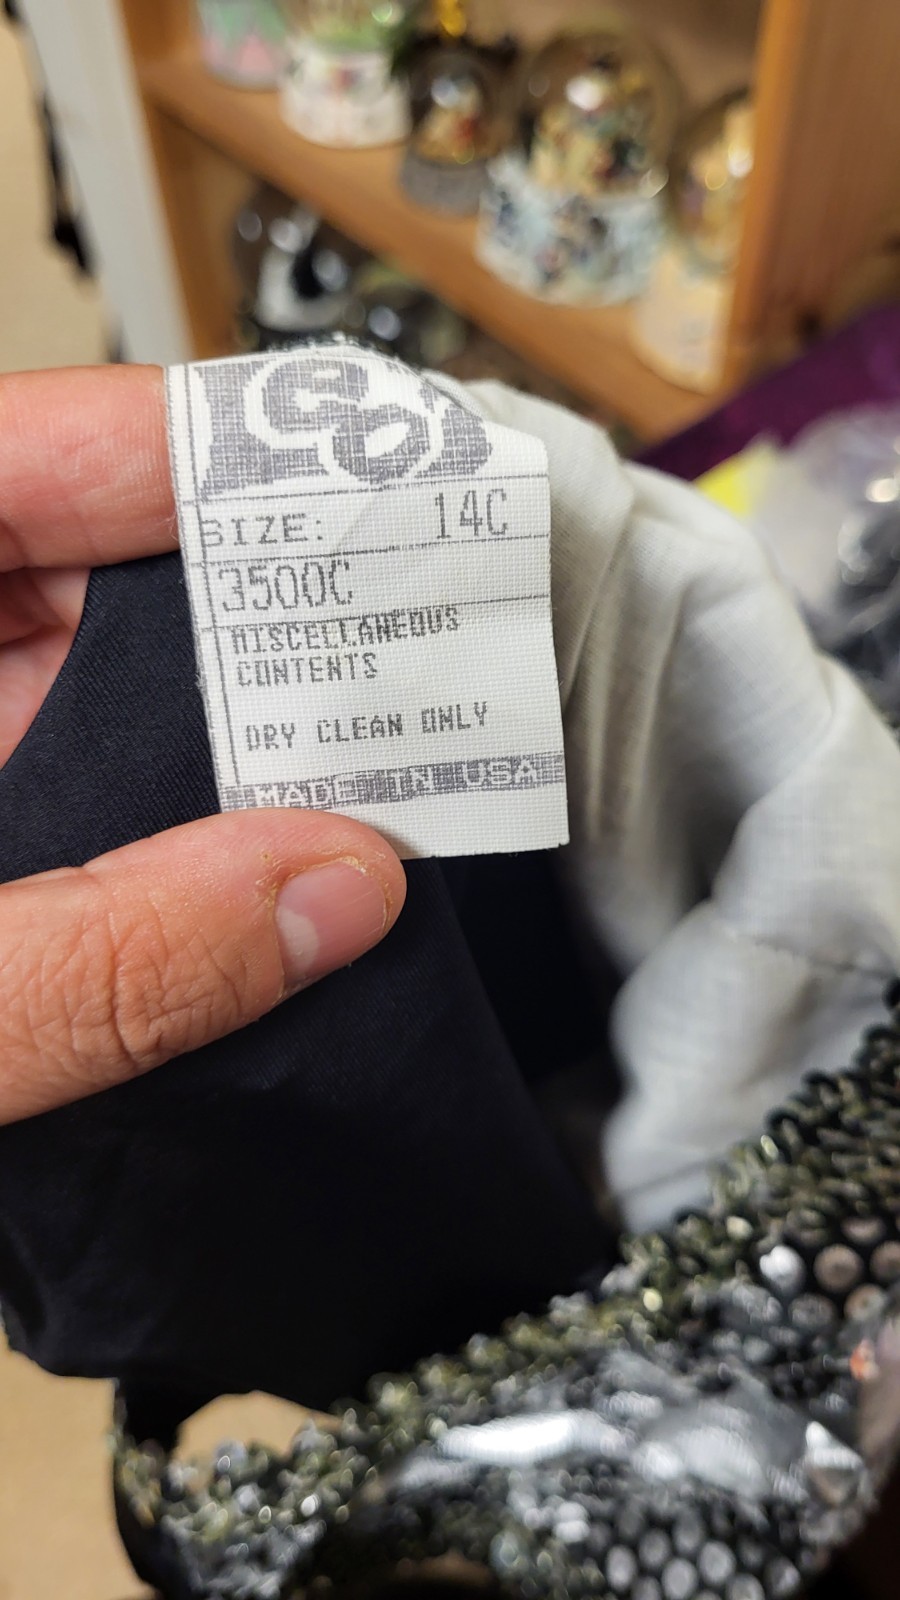 SIZE: 14C
3500C
MISCELLANEOUS
CONTENTS
DRY CLEAN ONLY
MADE IN USA